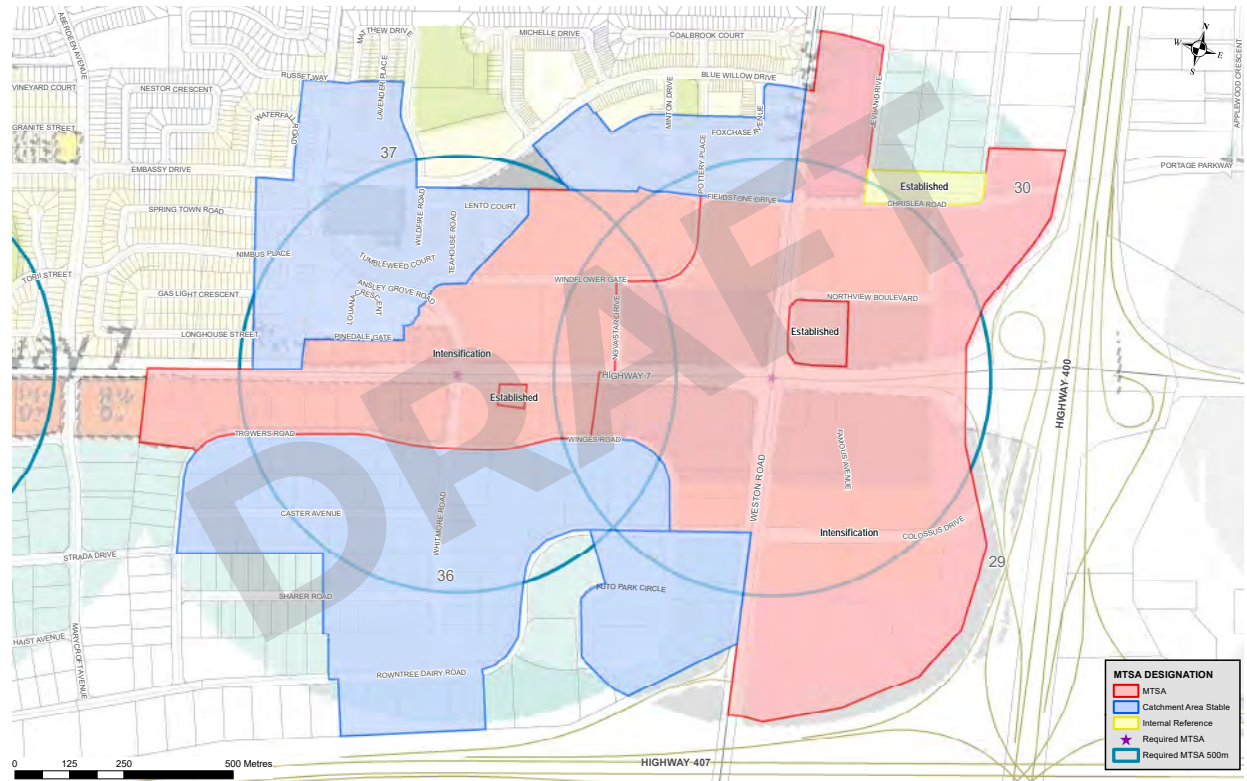 ABERDEEN AVENUE
MATTHEW DRIVE
MICHELLE DRIVE
COALBROOK COURT
N
W
E
S
APPLEWOOD CRESCENT
RUSSET WAY
LAVENDER PLACE
BLUE WILLOW DRIVE
VINEYARD COURT
NESTOR CRESCENT
MINTON DRIVE
JEVLAN DRIVE
WATERFALL ROAD
GRANITE STREET
FOXCHASE AVENUE
37
POTTERY PLACE
EMBASSY DRIVE
PORTAGE PARKWAY
Established
30
WILDFIRE ROAD
FIELDSTONE DRIVE
CHRISLEA ROAD
LENTO COURT
SPRING TOWN ROAD
TEAHOUSE ROAD
NIMBUS PLACE
TUMBLEWEED COURT
TORII STREET
WINDFLOWER GATE
ANSLEY GROVE ROAD
GAS LIGHT CRESCENT
LOUANA CRESCENT
NORTHVIEW BOULEVARD
NOVA STAR DRIVE
LONGHOUSE STREET
PINEDALE GATE
Established
Intensification
HIGHWAY 7
HIGHWAY 400
Established
TROWERS ROAD
WINGES ROAD
FAMOUS AVENUE
WESTON ROAD
CASTER AVENUE
WHITMORE ROAD
Intensification
COLOSSUS DRIVE
STRADA DRIVE
36
29
AUTO PARK CIRCLE
SHARER ROAD
HAIST AVENUE
MARYCROFT AVENUE
ROWNTREE DAIRY ROAD
HIGHWAY 407
DRAFT
MTSA DESIGNATION
MTSA
Catchment Area Stable
Internal Reference
Required MTSA
Required MTSA 500m
0 125 250 500 Metres